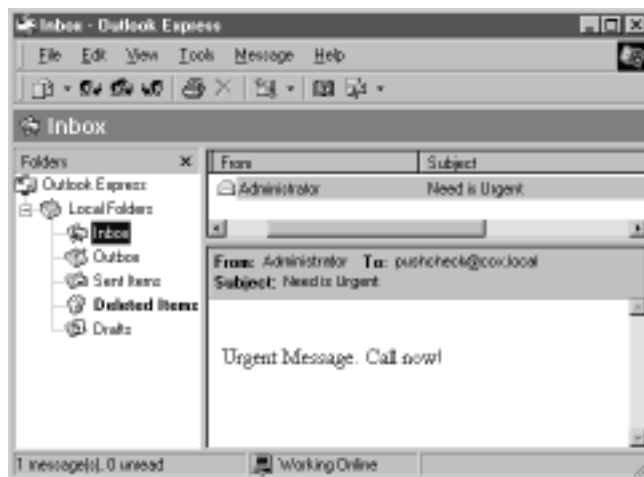 Inbox - Outlook Express
File Edit View Tools Message Help
Inbox
Folders
Outlook Express
Local Folders
Inbox
Outbox
Sent Items
Deleted Items
Drafts
From Subject
Administrator Need is Urgent
From: Administrator To: pushcheck@cox.local
Subject: Need is Urgent
Urgent Message. Call now!
1 message(s), 0 unread Working Online